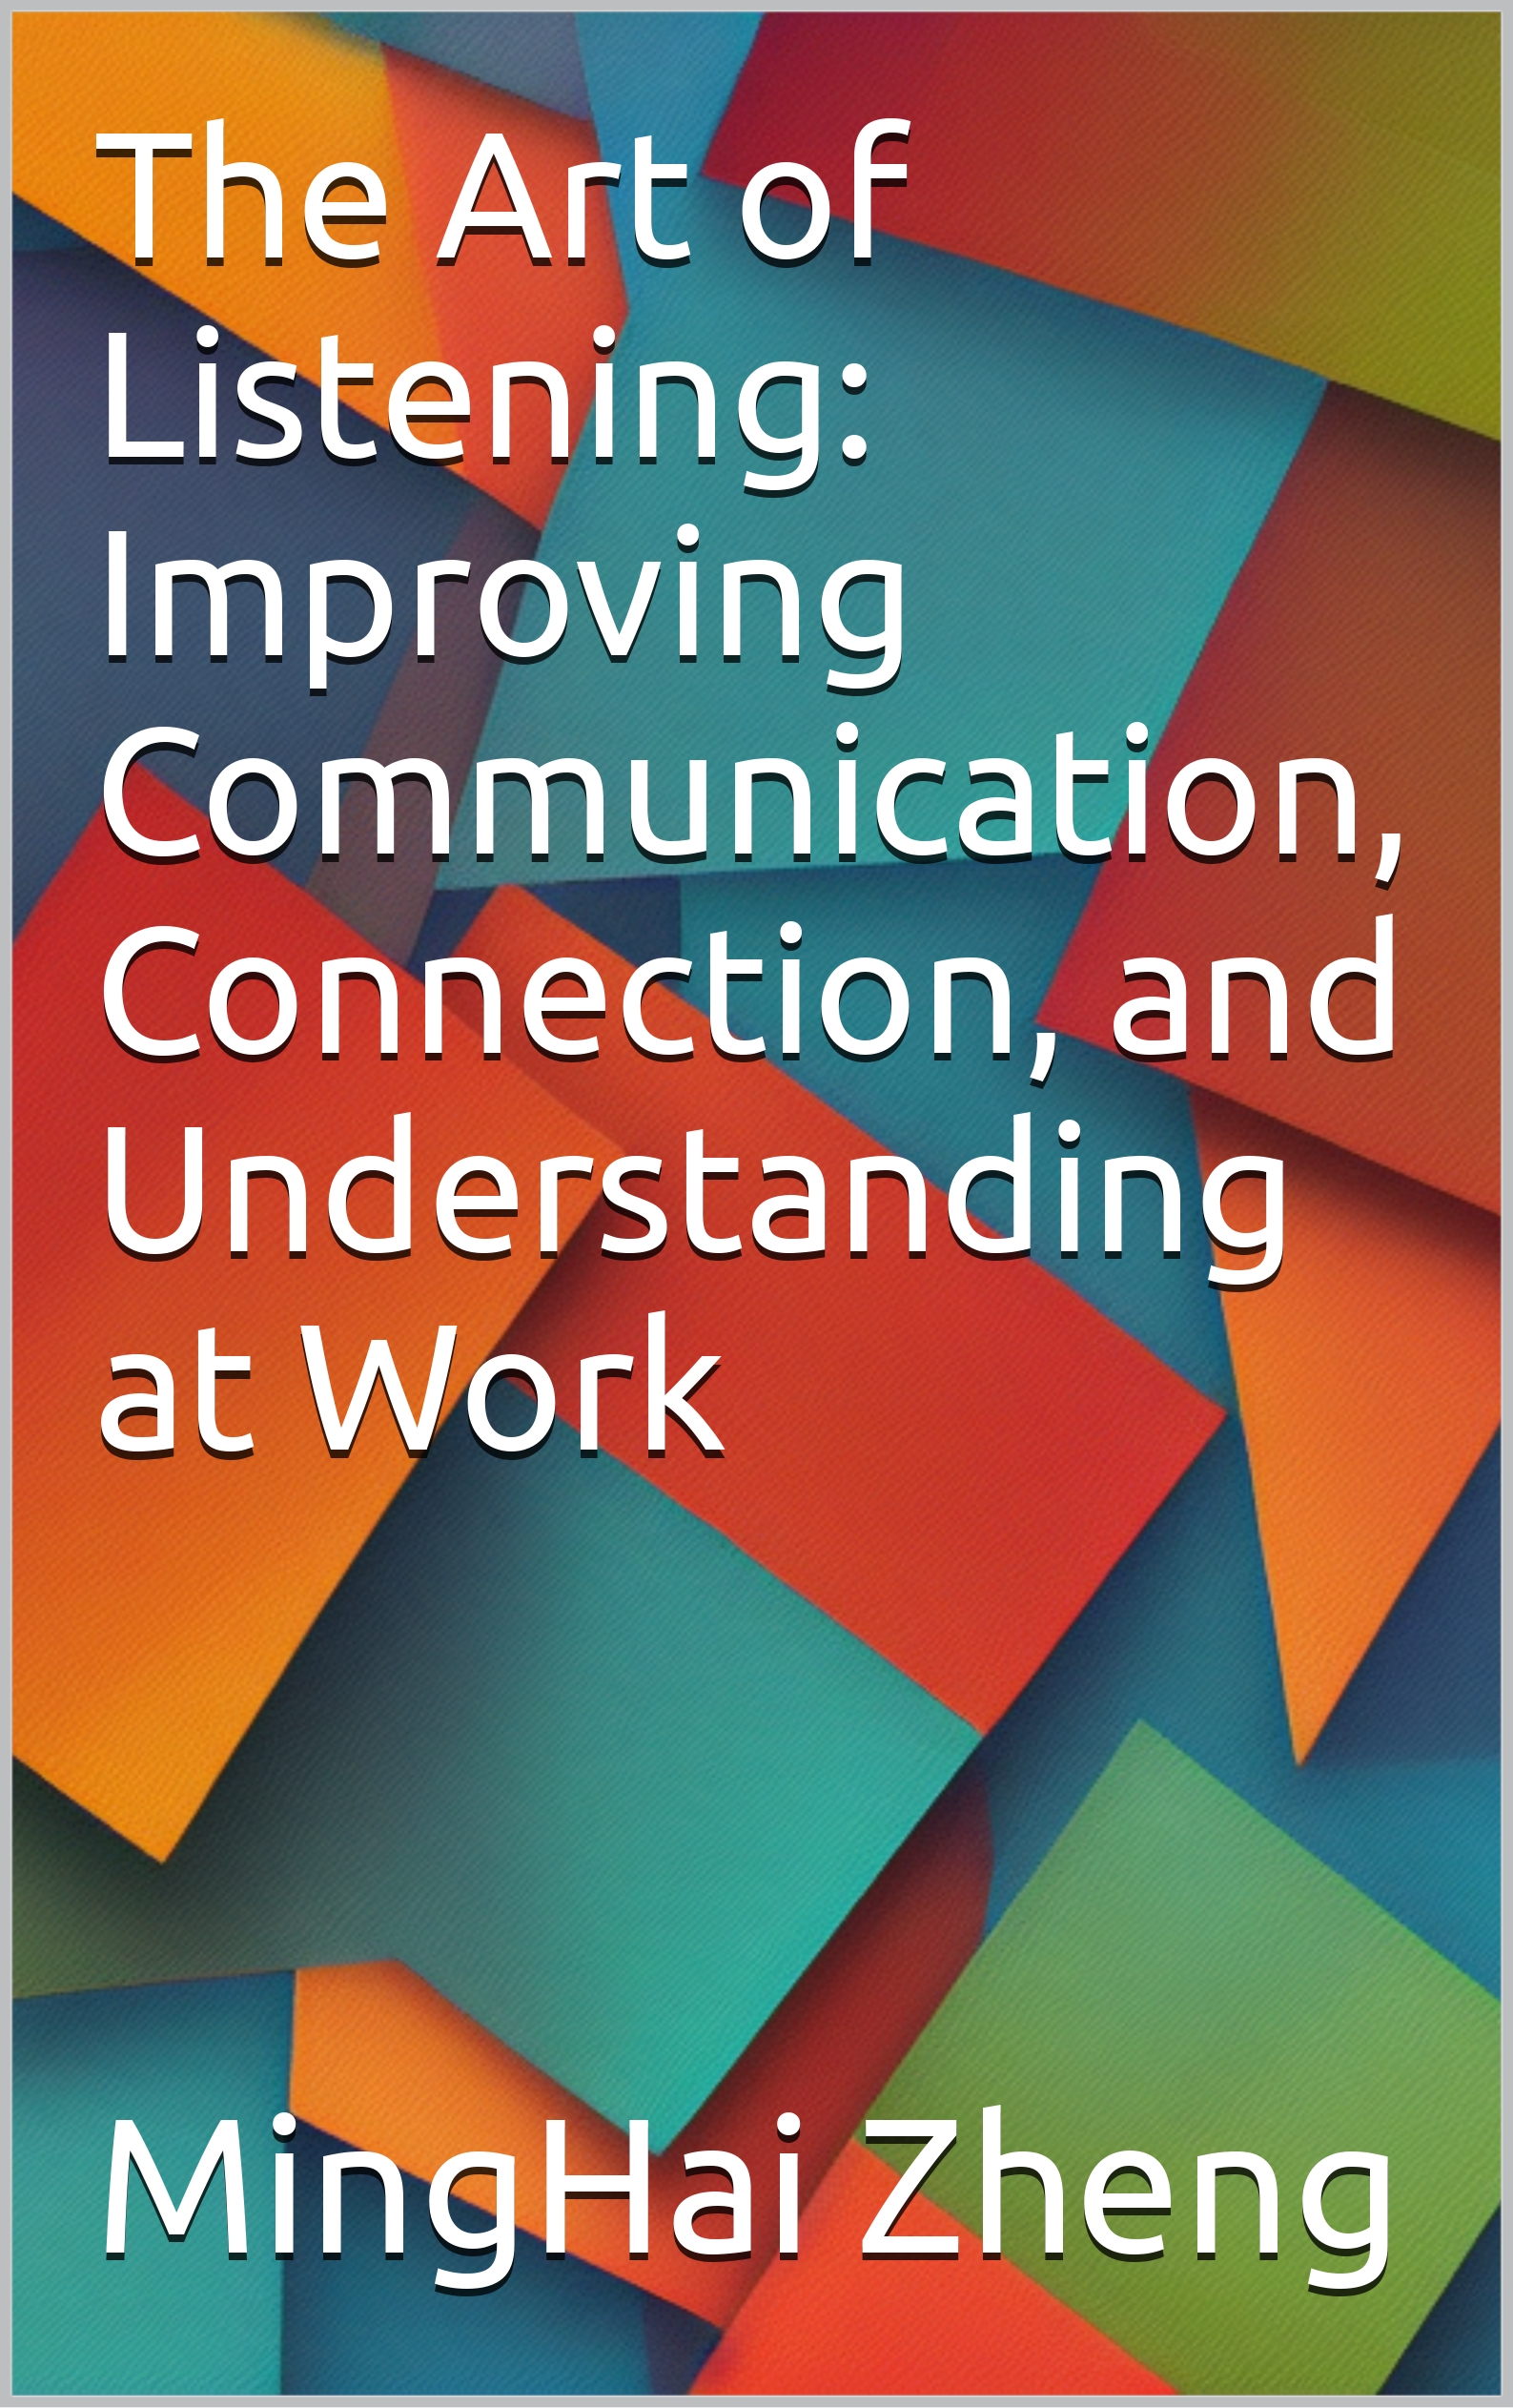 The Art of
Listening:
Improving
Communication,
Connection, and
Understanding
at Work
MingHai Zheng